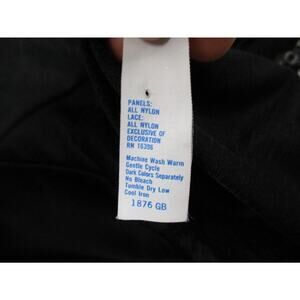 PANELS:
ALL NYLON
LACE:
ALL NYLON
EXCLUSIVE OF
DECORATION
RN 16306
Machine Wash Warm
Gentle Cycle
Dark Colors Separately
No Bleach
Tumble Dry Low
Cool Iron
1876 GB